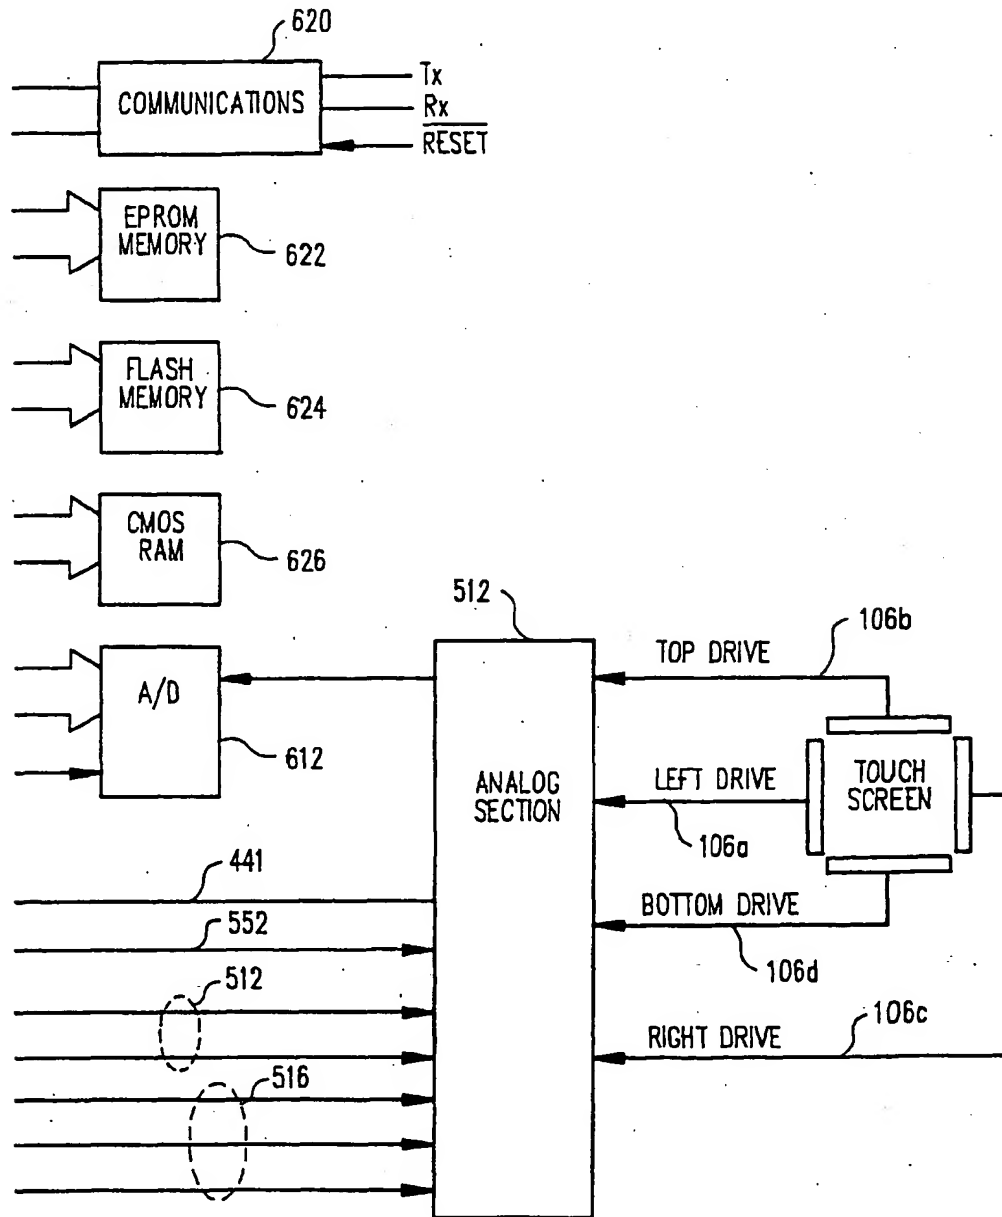 620
COMMUNICATIONS
Tx
Rx
RESET
EPROM
MEMORY
622
FLASH
MEMORY
624
CMOS
RAM
626
512
106b
TOP DRIVE
A/D
612
ANALOG
SECTION
LEFT DRIVE
TOUCH
SCREEN
106a
441
BOTTOM DRIVE
552
106d
512
106c
RIGHT DRIVE
516